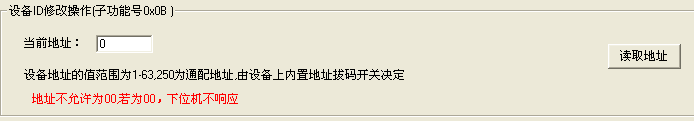 设备ID修改操作(子功能号0x0B )
当前地址： 0
读取地址
设备地址的值范围为1-63,250为通配地址,由设备上内置地址拔码开关决定
地址不允许为00,若为00，下位机不响应